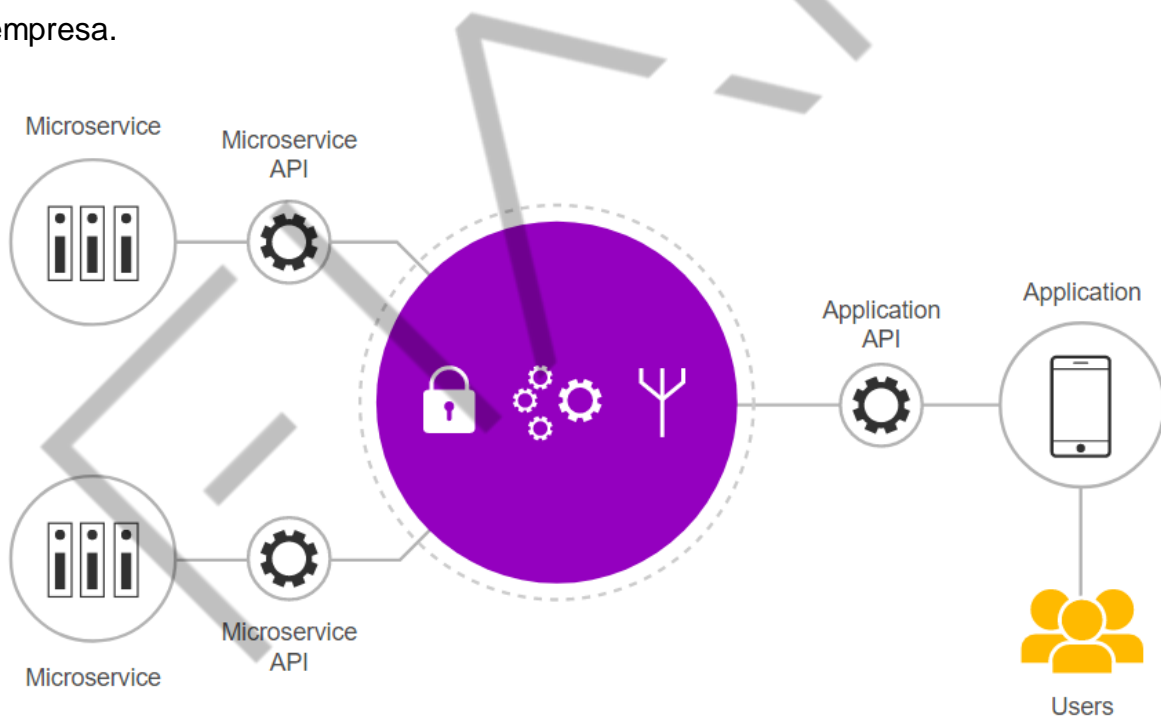 empresa.
Microservice
Microservice
API
Application
API
Application
Microservice
API
Microservice
Users